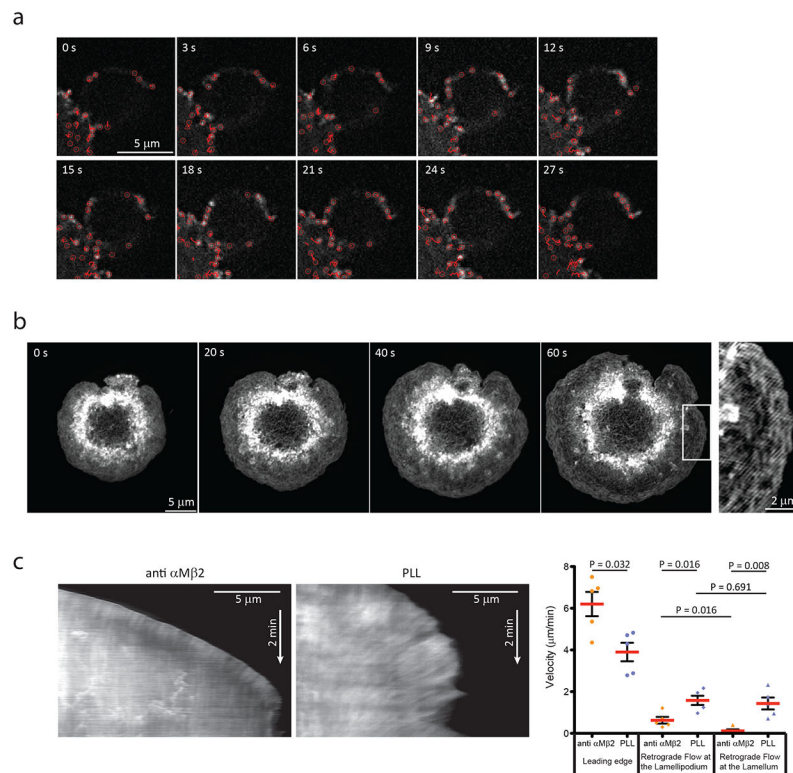 a
0 s
3 s
6 s
9 s
12 s
5 μm
15 s
18 s
21 s
24 s
27 s
b
0 s
20 s
40 s
60 s
5 μm
2 μm
c
anti αMβ2
PLL
5 μm
2 min
5 μm
2 min
P = 0.032
P = 0.016
P = 0.008
P = 0.691
P = 0.016
Velocity (μm/min)
8
6
4
2
0
anti αMβ2 PLL anti αMβ2 PLL anti αMβ2 PLL
Leading edge
Retrograde Flow at
the Lamellipodium
Retrograde Flow
at the Lamellum